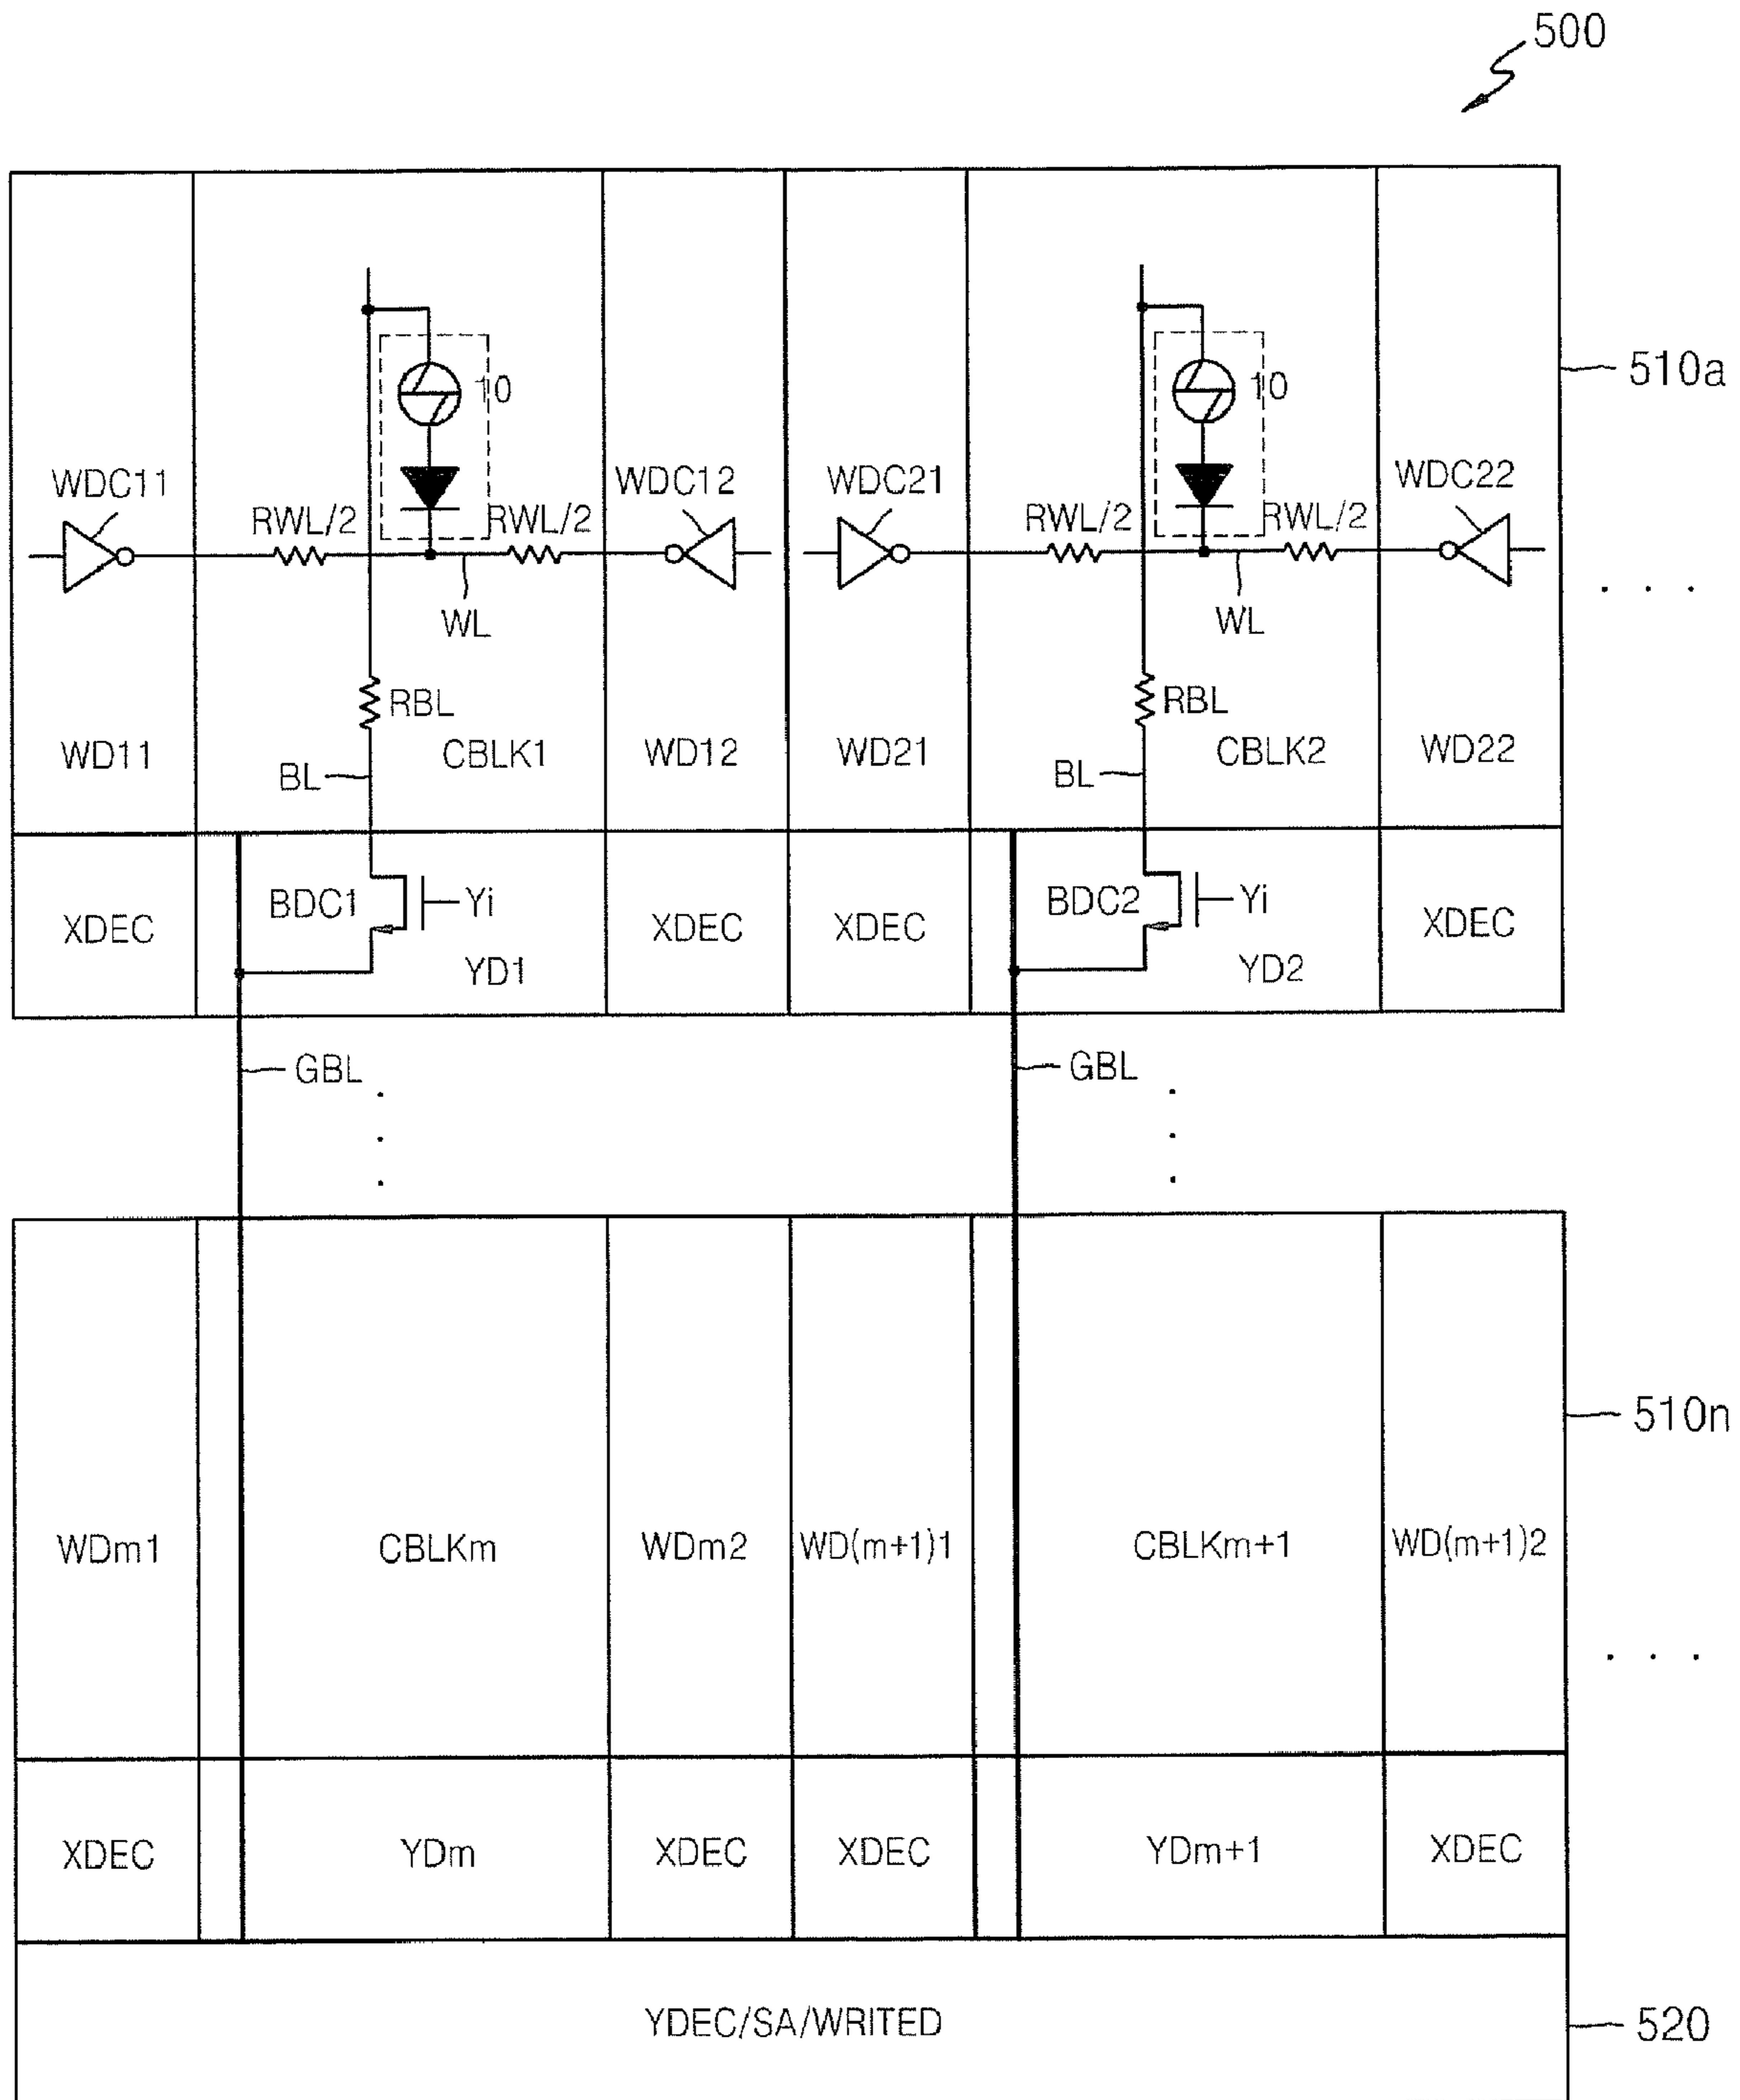 500
510a
10
10
WDC11
RWL/2
RWL/2
WDC12
WDC21
RWL/2
RWL/2
WDC22
WL
WL
. . .
RBL
RBL
WD11
BL
CBLK1
WD12
WD21
BL
CBLK2
WD22
XDEC
BDC1
Yi
YD1
XDEC
XDEC
BDC2
Yi
YD2
XDEC
GBL
GBL
510n
WDm1
CBLKm
WDm2
WD(m+1)1
CBLKm+1
WD(m+1)2
. . .
XDEC
YDm
XDEC
XDEC
YDm+1
XDEC
YDEC/SA/WRITED
520